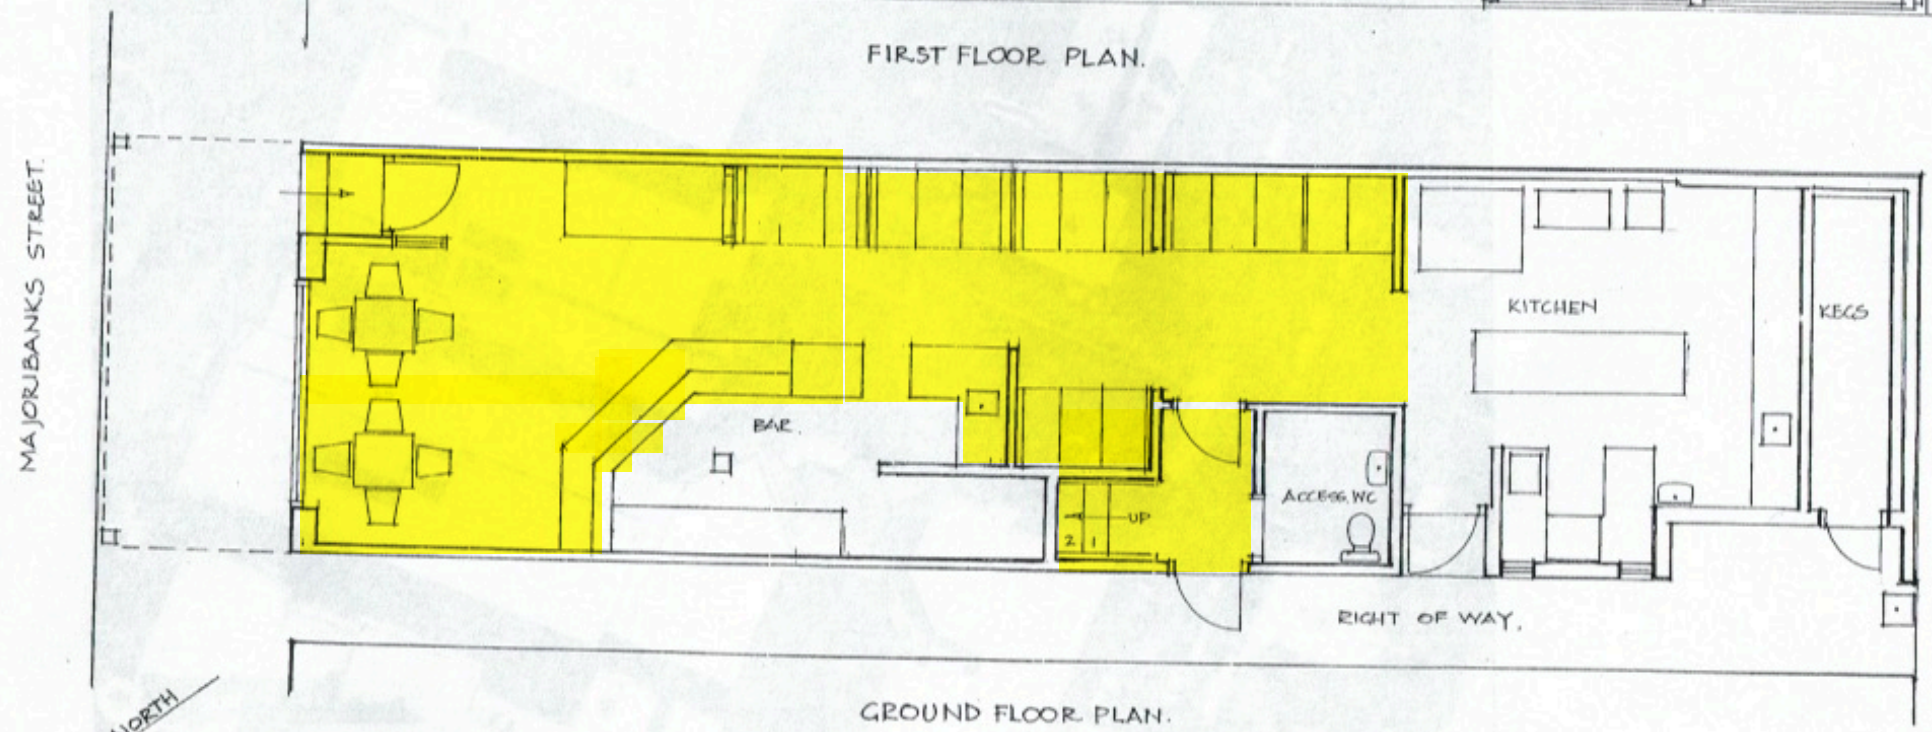 FIRST FLOOR PLAN.
MAJORIBANKS STREET.
KITCHEN
KEGS
BAR
ACCESS. WC
UP
2 1
RIGHT OF WAY.
NORTH
GROUND FLOOR PLAN.